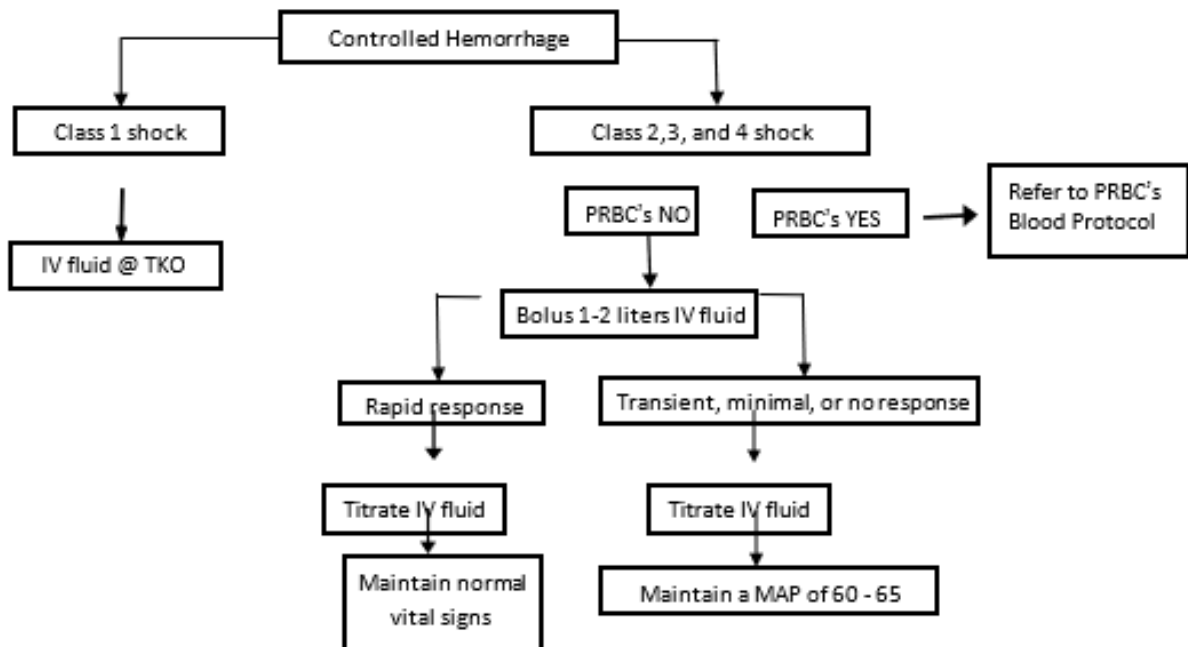 Controlled Hemorrhage
Class 1 shock
Class 2,3, and 4 shock
PRBC's NO
PRBC's YES
Refer to PRBC's
Blood Protocol
IV fluid @ TKO
Bolus 1-2 liters IV fluid
Rapid response
Transient, minimal, or no response
Titrate IV fluid
Titrate IV fluid
Maintain normal
vital signs
Maintain a MAP of 60 - 65